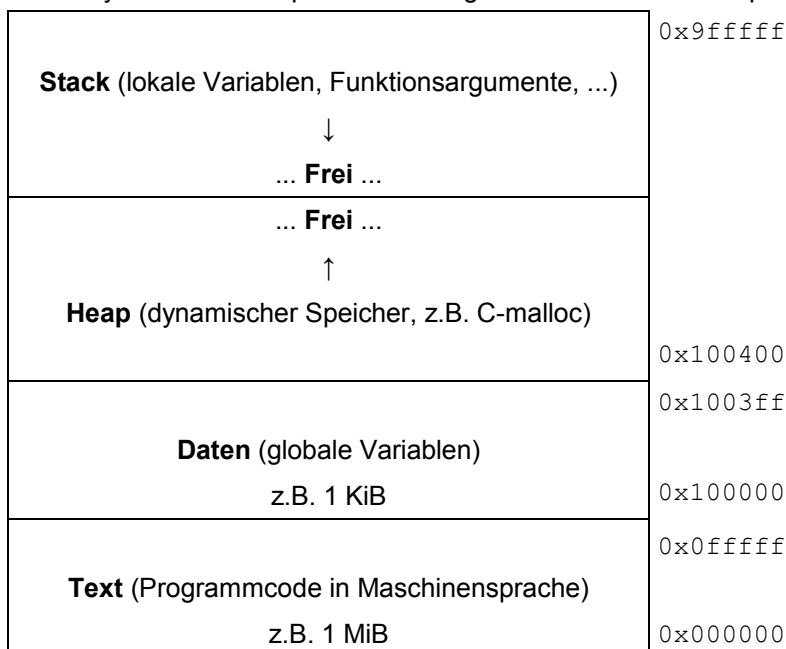 0x9fffff
Stack (lokale Variablen, Funktionsargumente, ...)
↓
... Frei ...
... Frei ...
↑
Heap (dynamischer Speicher, z.B. C-malloc)
0x100400
0x1003ff
Daten (globale Variablen)
z.B. 1 KiB 0x100000
0x0fffff
Text (Programmcode in Maschinensprache)
z.B. 1 MiB 0x000000